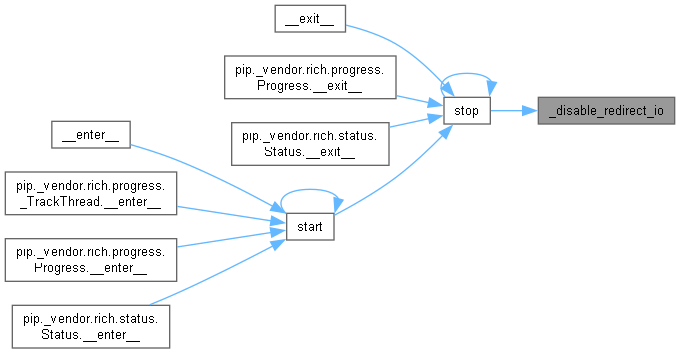 __exit__
pip._vendor.rich.progress.
Progress.__exit__
stop
_disable_redirect_io
pip._vendor.rich.status.
Status.__exit__
__enter__
pip._vendor.rich.progress.
_TrackThread.__enter__
start
pip._vendor.rich.progress.
Progress.__enter__
pip._vendor.rich.status.
Status.__enter__